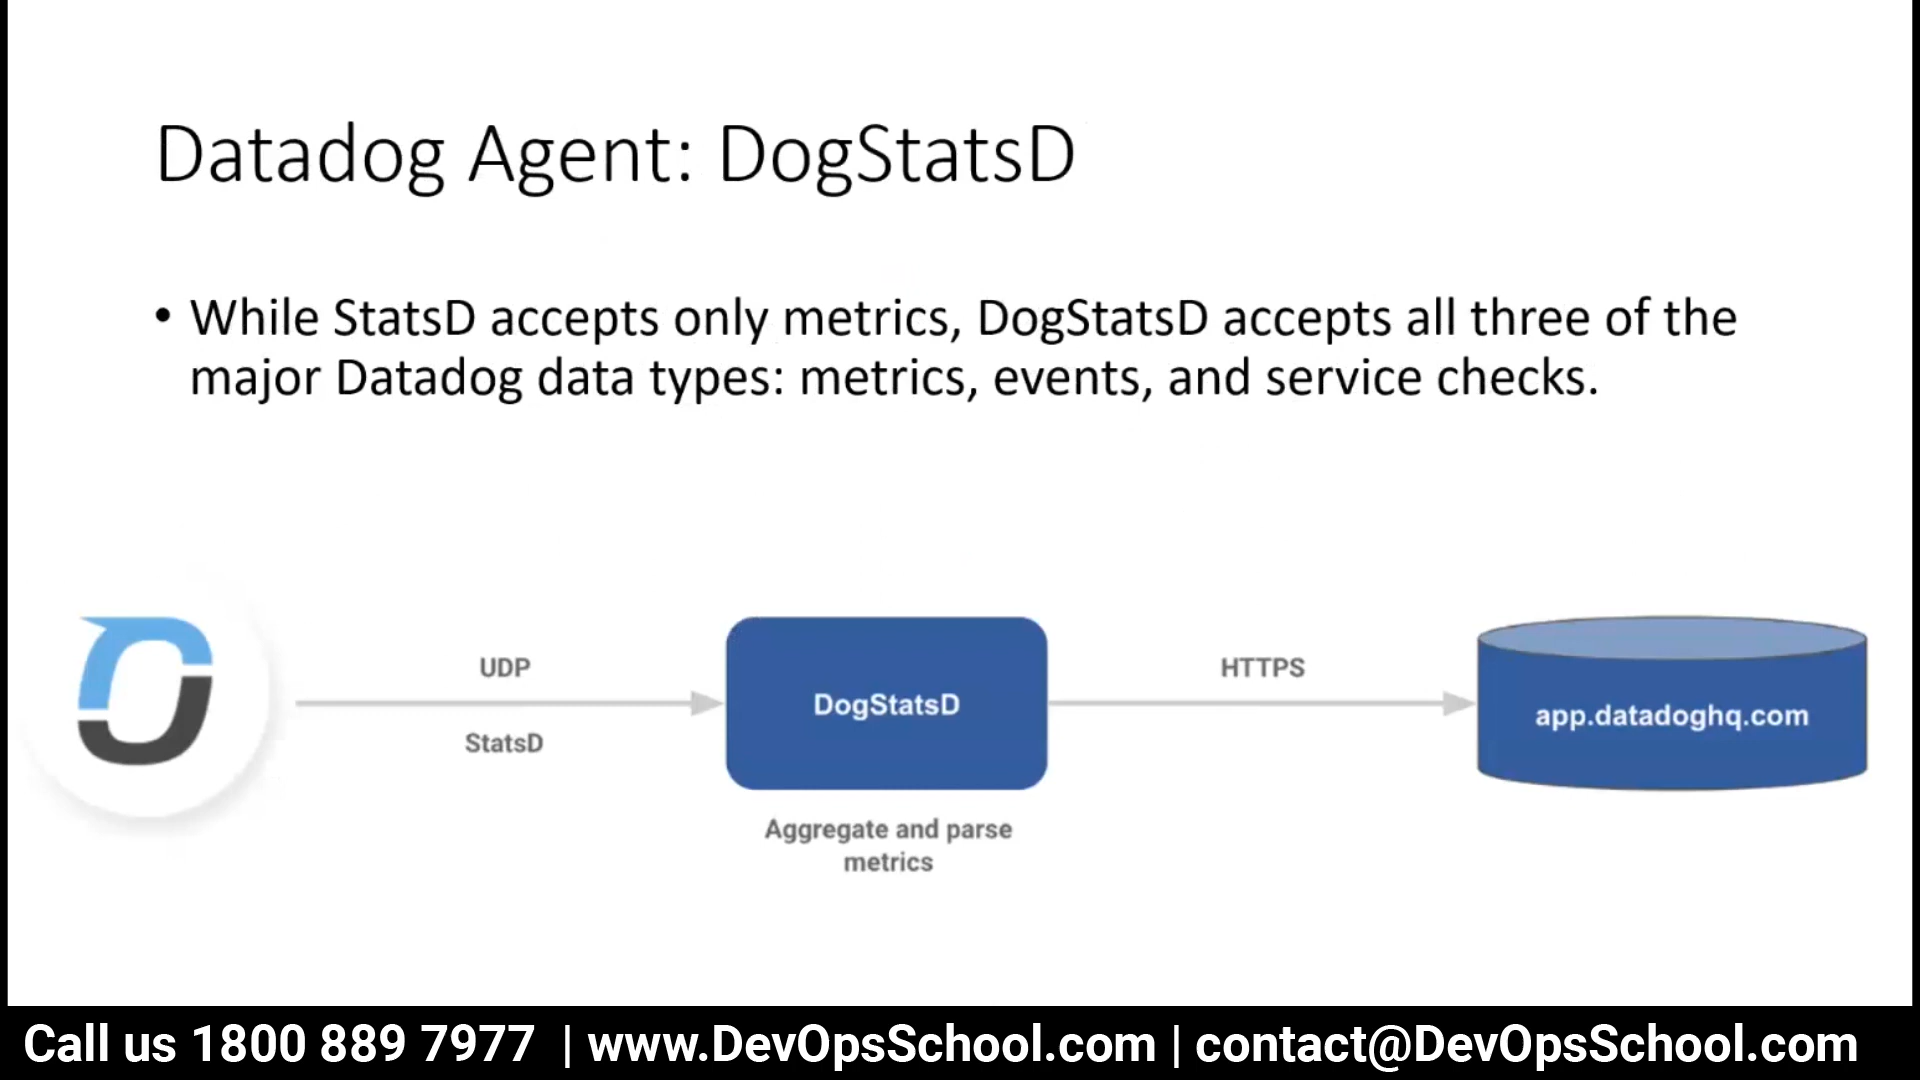 Datadog Agent: DogStatsD
• While StatsD accepts only metrics, DogStatsD accepts all three of the
major Datadog data types: metrics, events, and service checks.
UDP
StatsD
DogStatsD
Aggregate and parse
metrics
HTTPS
app.datadoghq.com
Call us 1800 889 7977 | www.DevOpsSchool.com | contact@DevOpsSchool.com